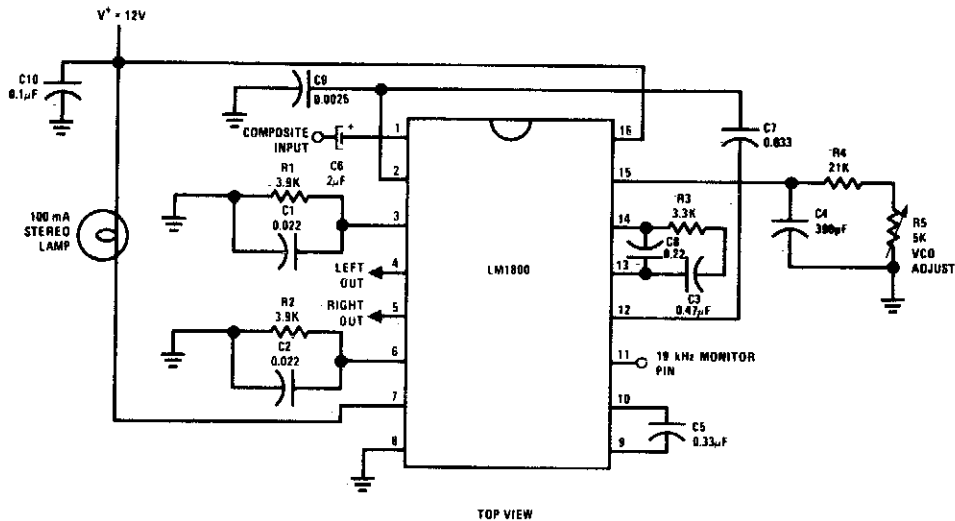 V+ = 12V
C10
0.1µF
C9
0.0025
COMPOSITE
INPUT
+
C6
2µF
1
2
3
4
5
6
7
8
16
15
14
13
12
11
10
9
LM1800
R1
3.9K
C1
0.022
100 mA
STEREO
LAMP
LEFT
OUT
RIGHT
OUT
R2
3.9K
C2
0.022
C7
0.033
R4
21K
R3
3.3K
C8
0.22
C3
0.47µF
C4
390pF
R5
5K
VCO
ADJUST
19 kHz MONITOR
PIN
C5
0.33µF
TOP VIEW